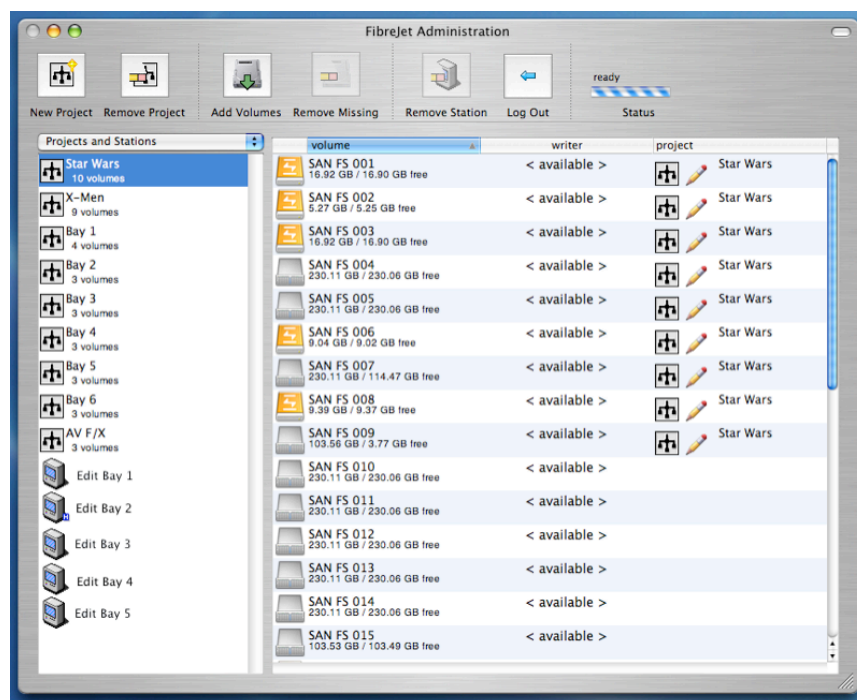 FibreJet Administration
New Project Remove Project Add Volumes Remove Missing Remove Station Log Out Status
ready
Projects and Stations
Star Wars
10 volumes
X-Men
9 volumes
Bay 1
4 volumes
Bay 2
3 volumes
Bay 3
3 volumes
Bay 4
3 volumes
Bay 5
3 volumes
Bay 6
3 volumes
AV F/X
3 volumes
Edit Bay 1
Edit Bay 2
Edit Bay 3
Edit Bay 4
Edit Bay 5
volume writer project
SAN FS 001 < available > Star Wars
16.92 GB / 16.90 GB free
SAN FS 002 < available > Star Wars
5.27 GB / 5.25 GB free
SAN FS 003 < available > Star Wars
16.92 GB / 16.90 GB free
SAN FS 004 < available > Star Wars
230.11 GB / 230.06 GB free
SAN FS 005 < available > Star Wars
230.11 GB / 230.06 GB free
SAN FS 006 < available > Star Wars
9.04 GB / 9.02 GB free
SAN FS 007 < available > Star Wars
230.11 GB / 114.47 GB free
SAN FS 008 < available > Star Wars
9.39 GB / 9.37 GB free
SAN FS 009 < available > Star Wars
103.56 GB / 3.77 GB free
SAN FS 010 < available >
230.11 GB / 230.06 GB free
SAN FS 011 < available >
230.11 GB / 230.06 GB free
SAN FS 012 < available >
230.11 GB / 230.06 GB free
SAN FS 013 < available >
230.11 GB / 230.06 GB free
SAN FS 014 < available >
230.11 GB / 230.06 GB free
SAN FS 015 < available >
103.53 GB / 103.49 GB free